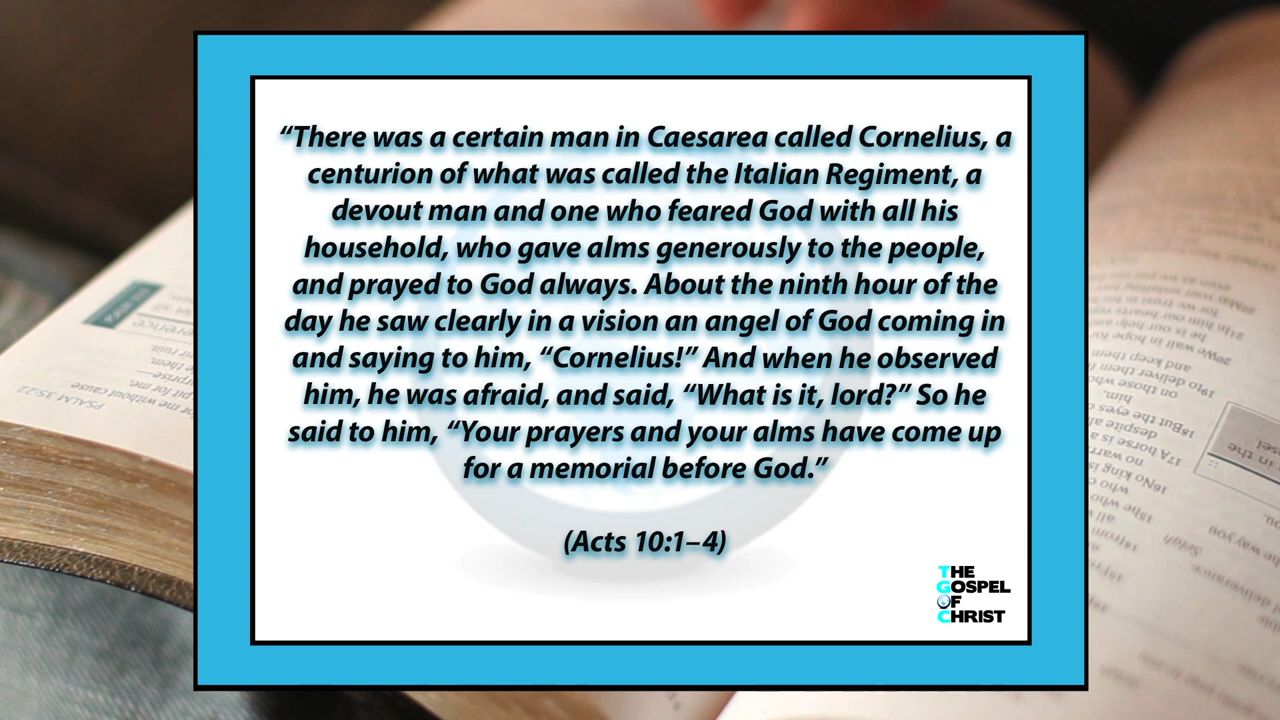 “There was a certain man in Caesarea called Cornelius, a
centurion of what was called the Italian Regiment, a
devout man and one who feared God with all his
household, who gave alms generously to the people,
and prayed to God always. About the ninth hour of the
day he saw clearly in a vision an angel of God coming in
and saying to him, “Cornelius!” And when he observed
him, he was afraid, and said, “What is it, lord?” So he
said to him, “Your prayers and your alms have come up
for a memorial before God.”
(Acts 10:1–4)
THE
GOSPEL
OF
CHRIST
PSALM 35:22